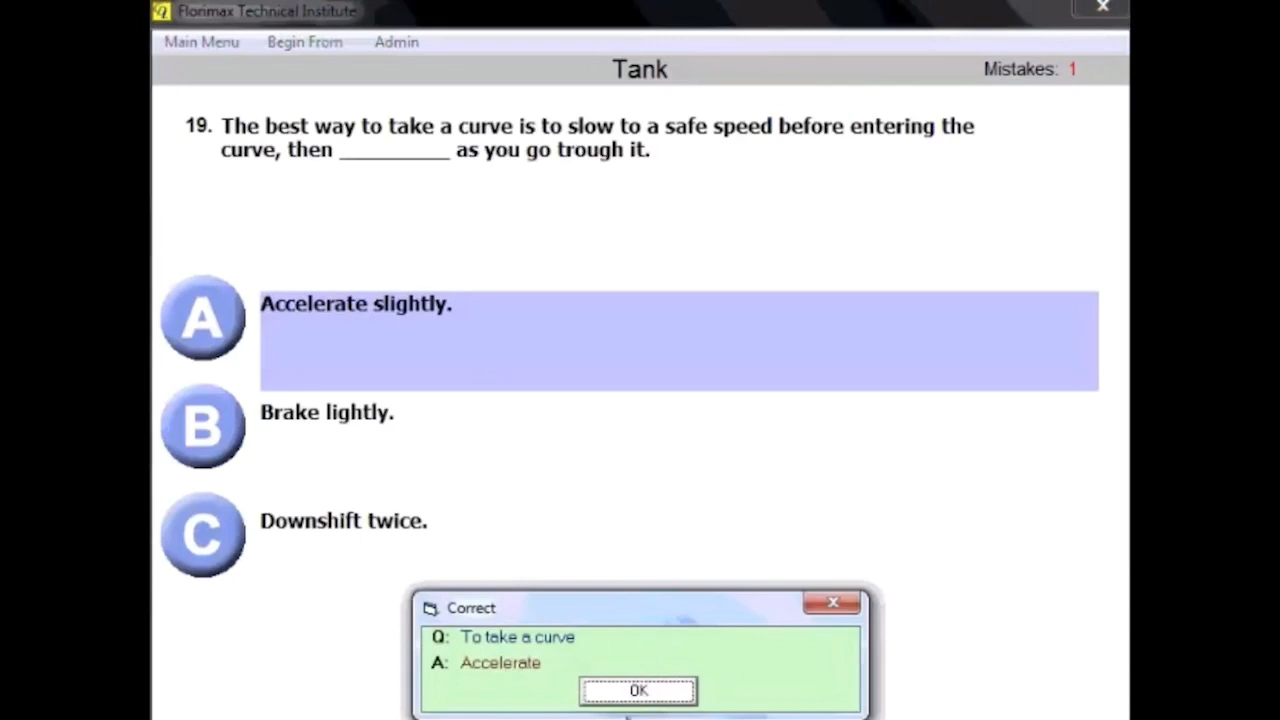 Florimax Technical Institute
Main Menu Begin From Admin
Tank Mistakes: 1
19. The best way to take a curve is to slow to a safe speed before entering the
curve, then __________ as you go trough it.
A Accelerate slightly.
B Brake lightly.
C Downshift twice.
Correct
Q: To take a curve
A: Accelerate
OK